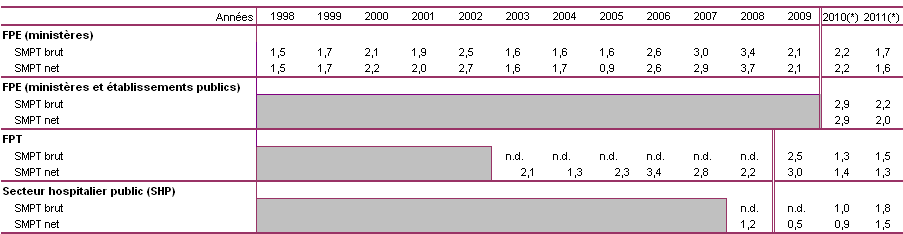 Années 1998 1999 2000 2001 2002 2003 2004 2005 2006 2007 2008 2009 2010(*) 2011(*)
FPE (ministères)
SMPT brut 1,5 1,7 2,1 1,9 2,5 1,6 1,6 1,6 2,6 3,0 3,4 2,1 2,2 1,7
SMPT net 1,5 1,7 2,2 2,0 2,7 1,6 1,7 0,9 2,6 2,9 3,7 2,1 2,2 1,6
FPE (ministères et établissements publics)
SMPT brut 2,9 2,2
SMPT net 2,9 2,0
FPT
SMPT brut n.d. n.d. n.d. n.d. n.d. n.d. 2,5 1,3 1,5
SMPT net 2,1 1,3 2,3 3,4 2,8 2,2 3,0 1,4 1,3
Secteur hospitalier public (SHP)
SMPT brut n.d. n.d. 1,0 1,8
SMPT net 1,2 0,5 0,9 1,5